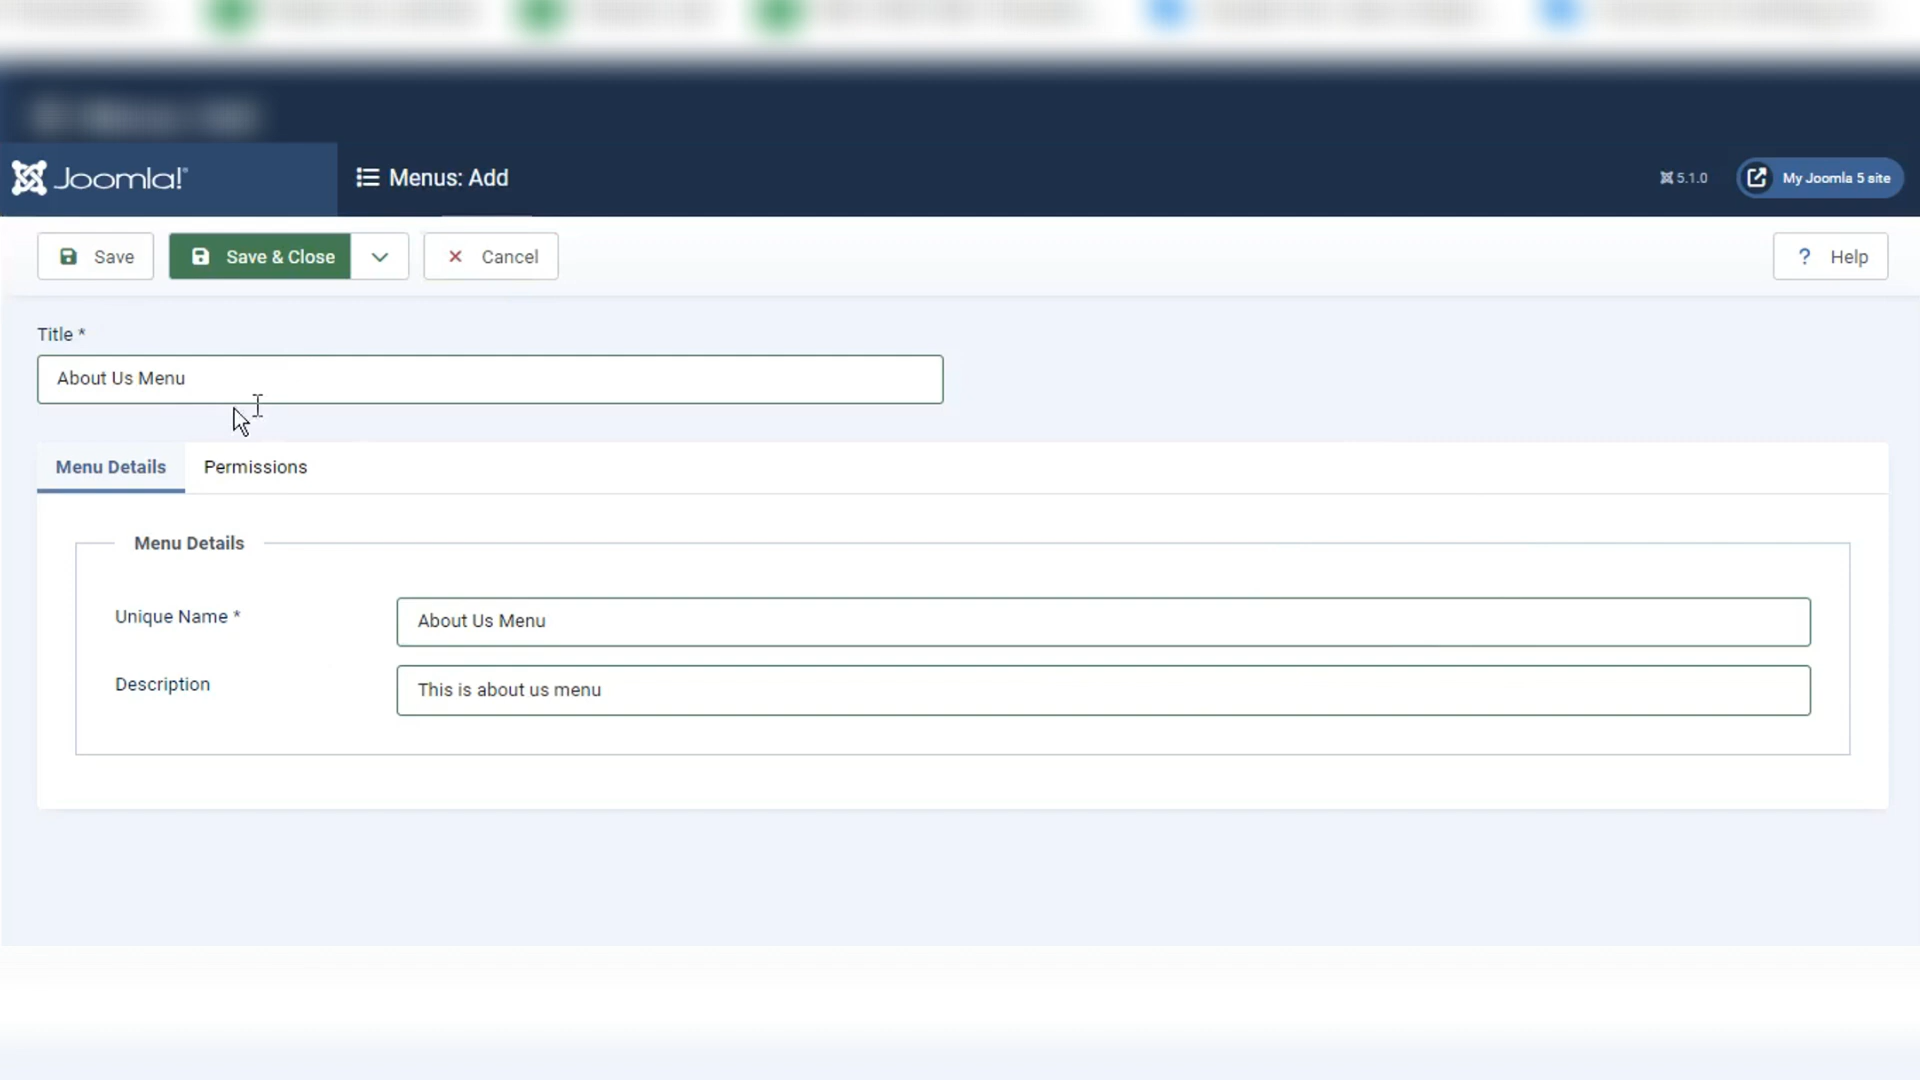 Joomla!®
Menus: Add
5.1.0
My Joomla 5 site
Save
Save & Close
Cancel
? Help
Title *
About Us Menu
Menu Details
Permissions
Menu Details
Unique Name *
About Us Menu
Description
This is about us menu